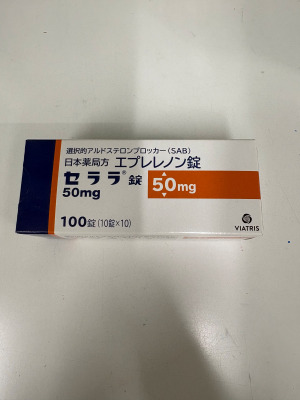 選択的アルドステロンブロッカー(SAB)
日本薬局方 エプレレノン錠
セララ®錠
50mg
50mg
100錠(10錠×10)
VIATRIS